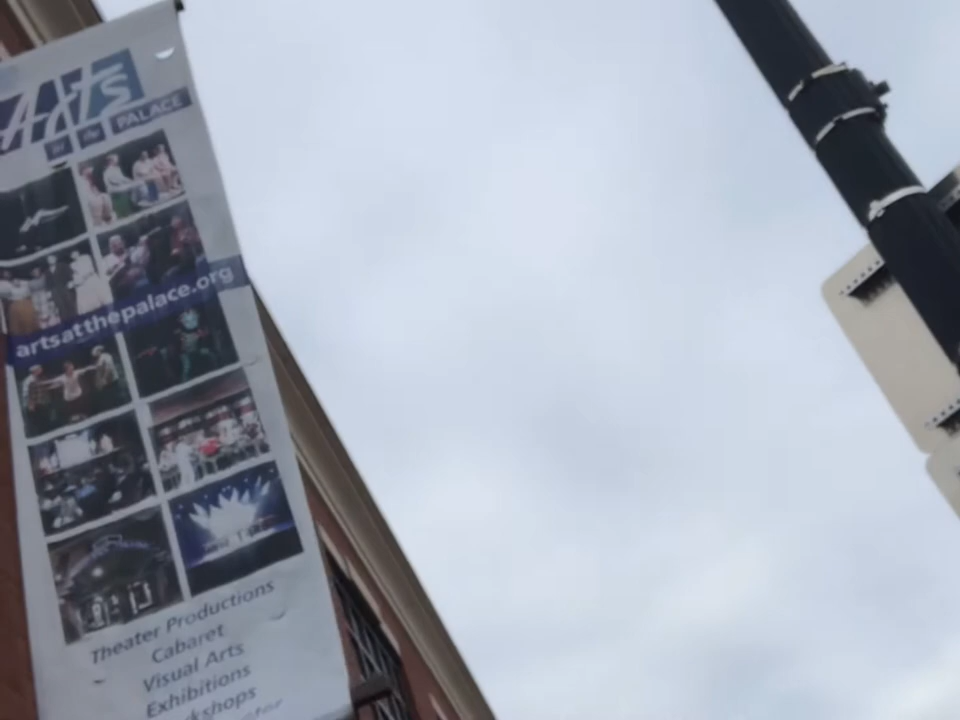 Arts
at the PALACE
artsatthepalace.org
Theater Productions
Cabaret
Visual Arts
Exhibitions